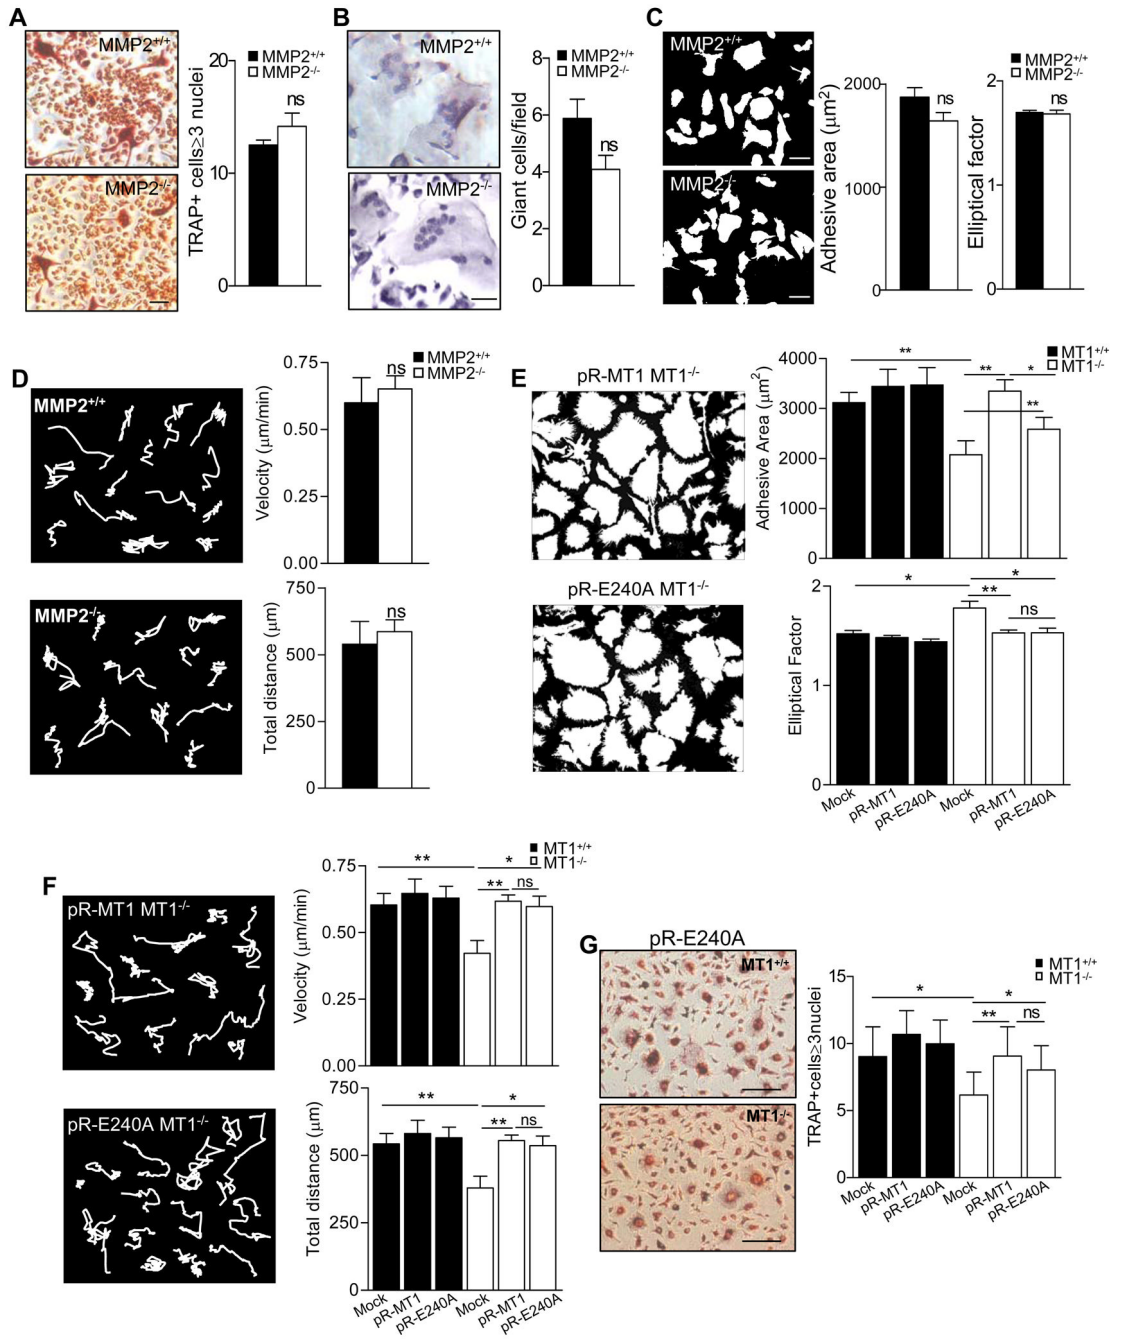 A
MMP2+/+
MMP2-/-
TRAP+ cells≥3 nuclei
20
10
0
MMP2+/+
MMP2-/-
ns
B
MMP2+/+
MMP2-/-
Giant cells/field
8
6
4
2
0
MMP2+/+
MMP2-/-
ns
C
MMP2+/+
MMP2-/-
Adhesive area (μm2)
2000
1000
0
ns
Elliptical factor
2
1
0
MMP2+/+
MMP2-/-
ns
D
MMP2+/+
MMP2-/-
Velocity (μm/min)
0.75
0.50
0.25
0.00
MMP2+/+
MMP2-/-
ns
Total distance (μm)
750
500
250
0
ns
E
pR-MT1 MT1-/-
pR-E240A MT1-/-
Adhesive Area (μm2)
4000
3000
2000
1000
0
MT1+/+
MT1-/-
**
** *
**
Elliptical Factor
2
1
0
* *
**
ns
Mock pR-MT1 pR-E240A Mock pR-MT1 pR-E240A
F
pR-MT1 MT1-/-
pR-E240A MT1-/-
Velocity (μm/min)
0.75
0.50
0.25
0.00
MT1+/+
MT1-/-
** *
** ns
Total distance (μm)
750
500
250
0
** *
** ns
Mock pR-MT1 pR-E240A Mock pR-MT1 pR-E240A
G
pR-E240A
MT1+/+
MT1-/-
TRAP+cells≥3nuclei
15
10
5
0
MT1+/+
MT1-/-
* *
** ns
Mock pR-MT1 pR-E240A Mock pR-MT1 pR-E240A